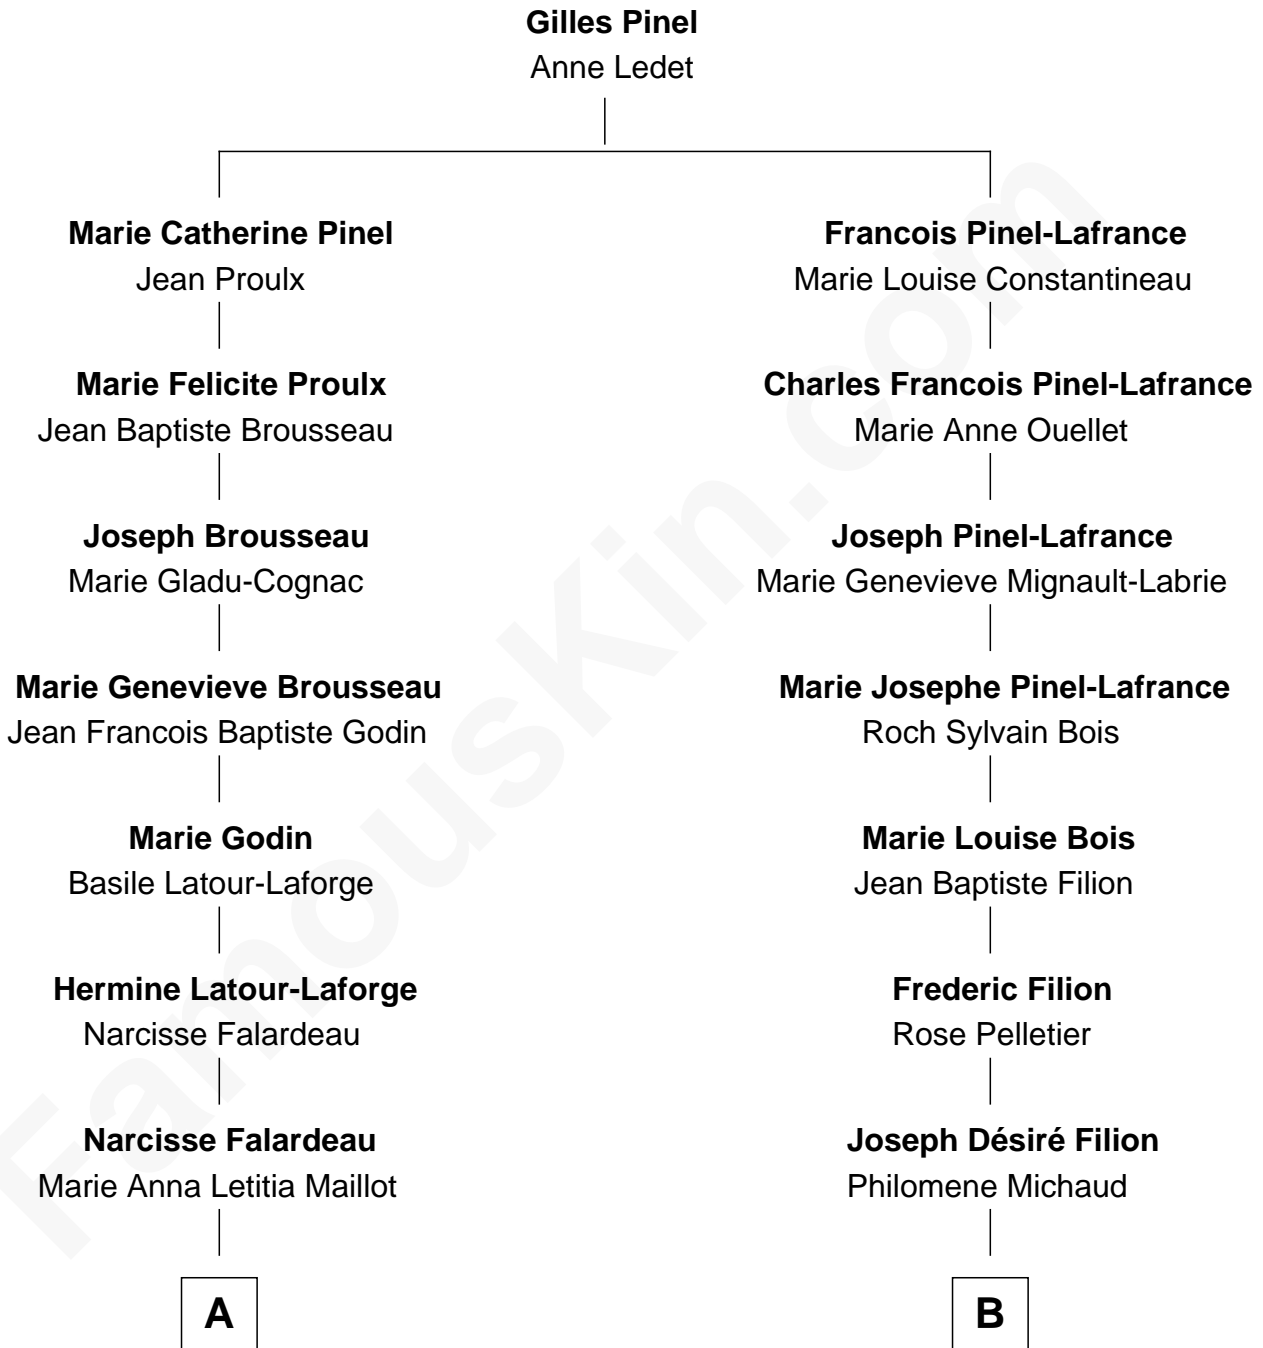 Gilles Pinel
Anne Ledet
Marie Catherine Pinel
Jean Proulx
Francois Pinel-Lafrance
Marie Louise Constantineau
Marie Felicite Proulx
Jean Baptiste Brousseau
Charles Francois Pinel-Lafrance
Marie Anne Ouellet
Joseph Brousseau
Marie Gladu-Cognac
Joseph Pinel-Lafrance
Marie Genevieve Mignault-Labrie
Marie Genevieve Brousseau
Jean Francois Baptiste Godin
Marie Josephe Pinel-Lafrance
Roch Sylvain Bois
Marie Godin
Basile Latour-Laforge
Marie Louise Bois
Jean Baptiste Filion
Hermine Latour-Laforge
Narcisse Falardeau
Frederic Filion
Rose Pelletier
Narcisse Falardeau
Marie Anna Letitia Maillot
Joseph Désiré Filion
Philomene Michaud
A
B
FamousKin.com